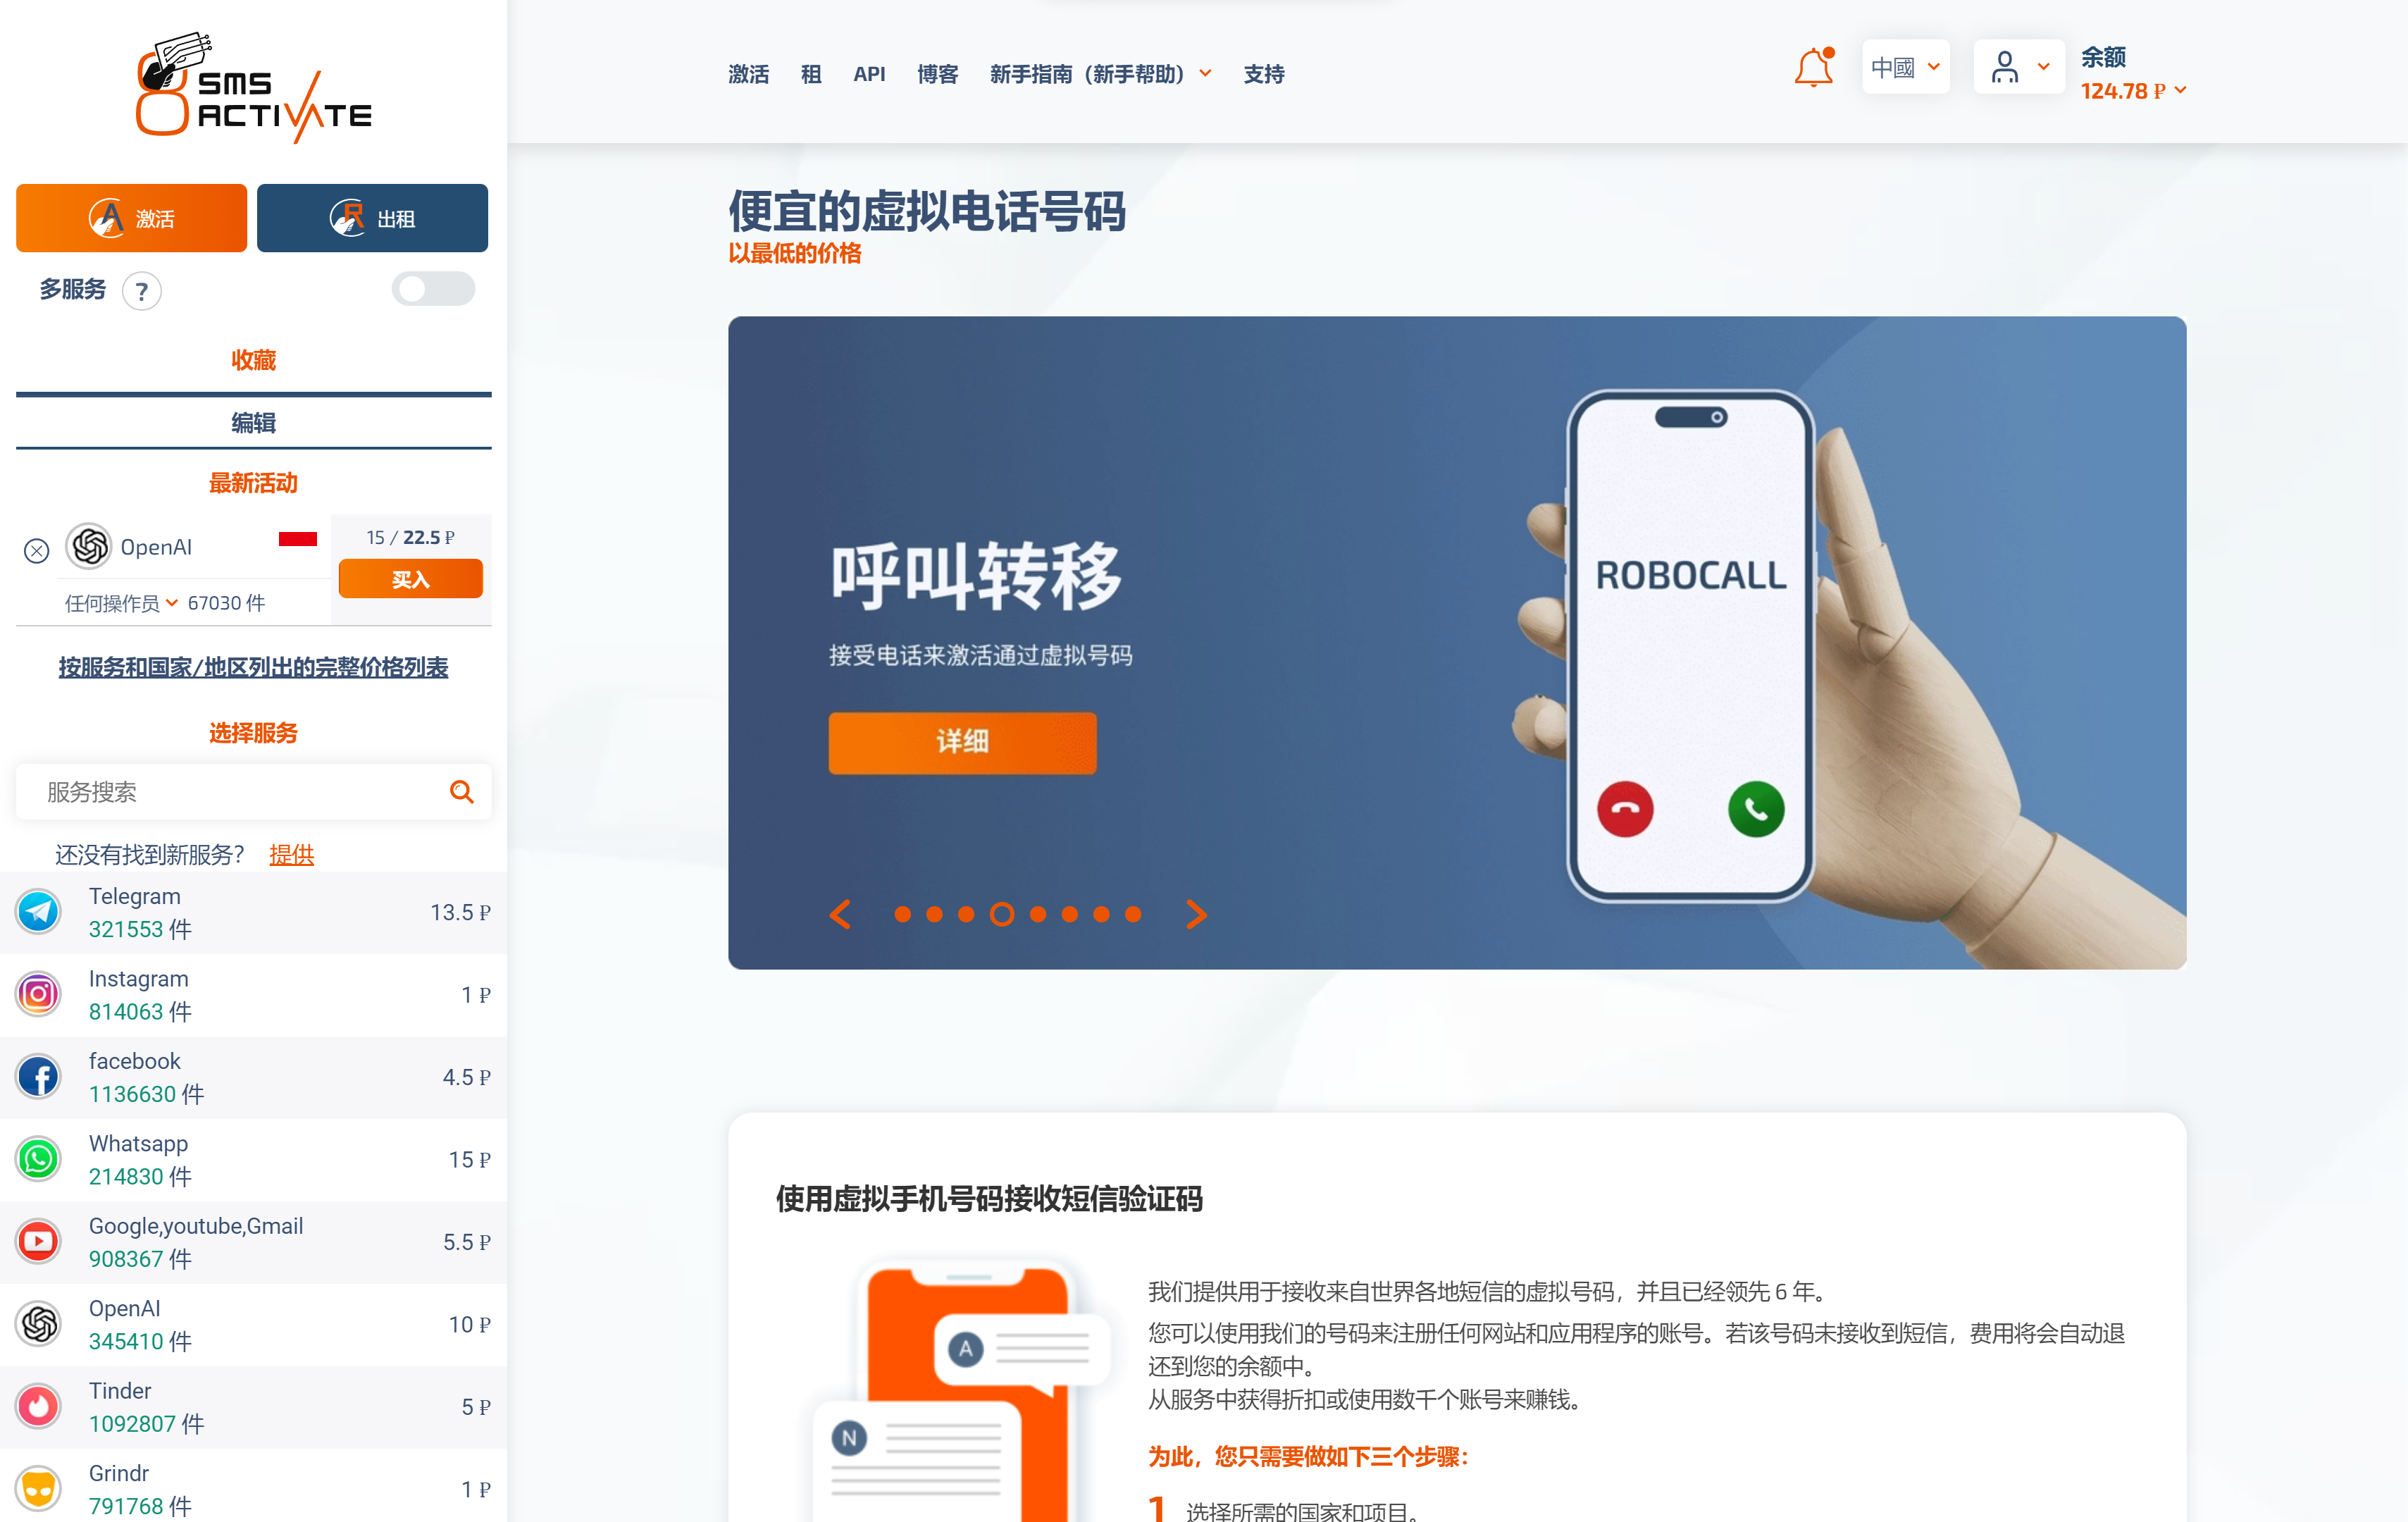 SMS
ACTIVATE
激活 租 API 博客 新手指南（新手帮助） 支持
中國
余额
124.78 ₽
A 激活
R 出租
多服务 ?
收藏
编辑
最新活动
OpenAI
15 / 22.5 ₽
买入
任何操作员 67030 件
按服务和国家/地区列出的完整价格列表
选择服务
服务搜索
还没有找到新服务？ 提供
Telegram
321553 件
13.5 ₽
Instagram
814063 件
1 ₽
facebook
1136630 件
4.5 ₽
Whatsapp
214830 件
15 ₽
Google,youtube,Gmail
908367 件
5.5 ₽
OpenAI
345410 件
10 ₽
Tinder
1092807 件
5 ₽
Grindr
791768 件
1 ₽
便宜的虚拟电话号码
以最低的价格
呼叫转移
接受电话来激活通过虚拟号码
详细
ROBOCALL
使用虚拟手机号码接收短信验证码
A
N
我们提供用于接收来自世界各地短信的虚拟号码，并且已经领先 6 年。
您可以使用我们的号码来注册任何网站和应用程序的账号。若该号码未接收到短信，费用将会自动退
还到您的余额中。
从服务中获得折扣或使用数千个账号来赚钱。
为此，您只需要做如下三个步骤：
1 选择所需的国家和项目。